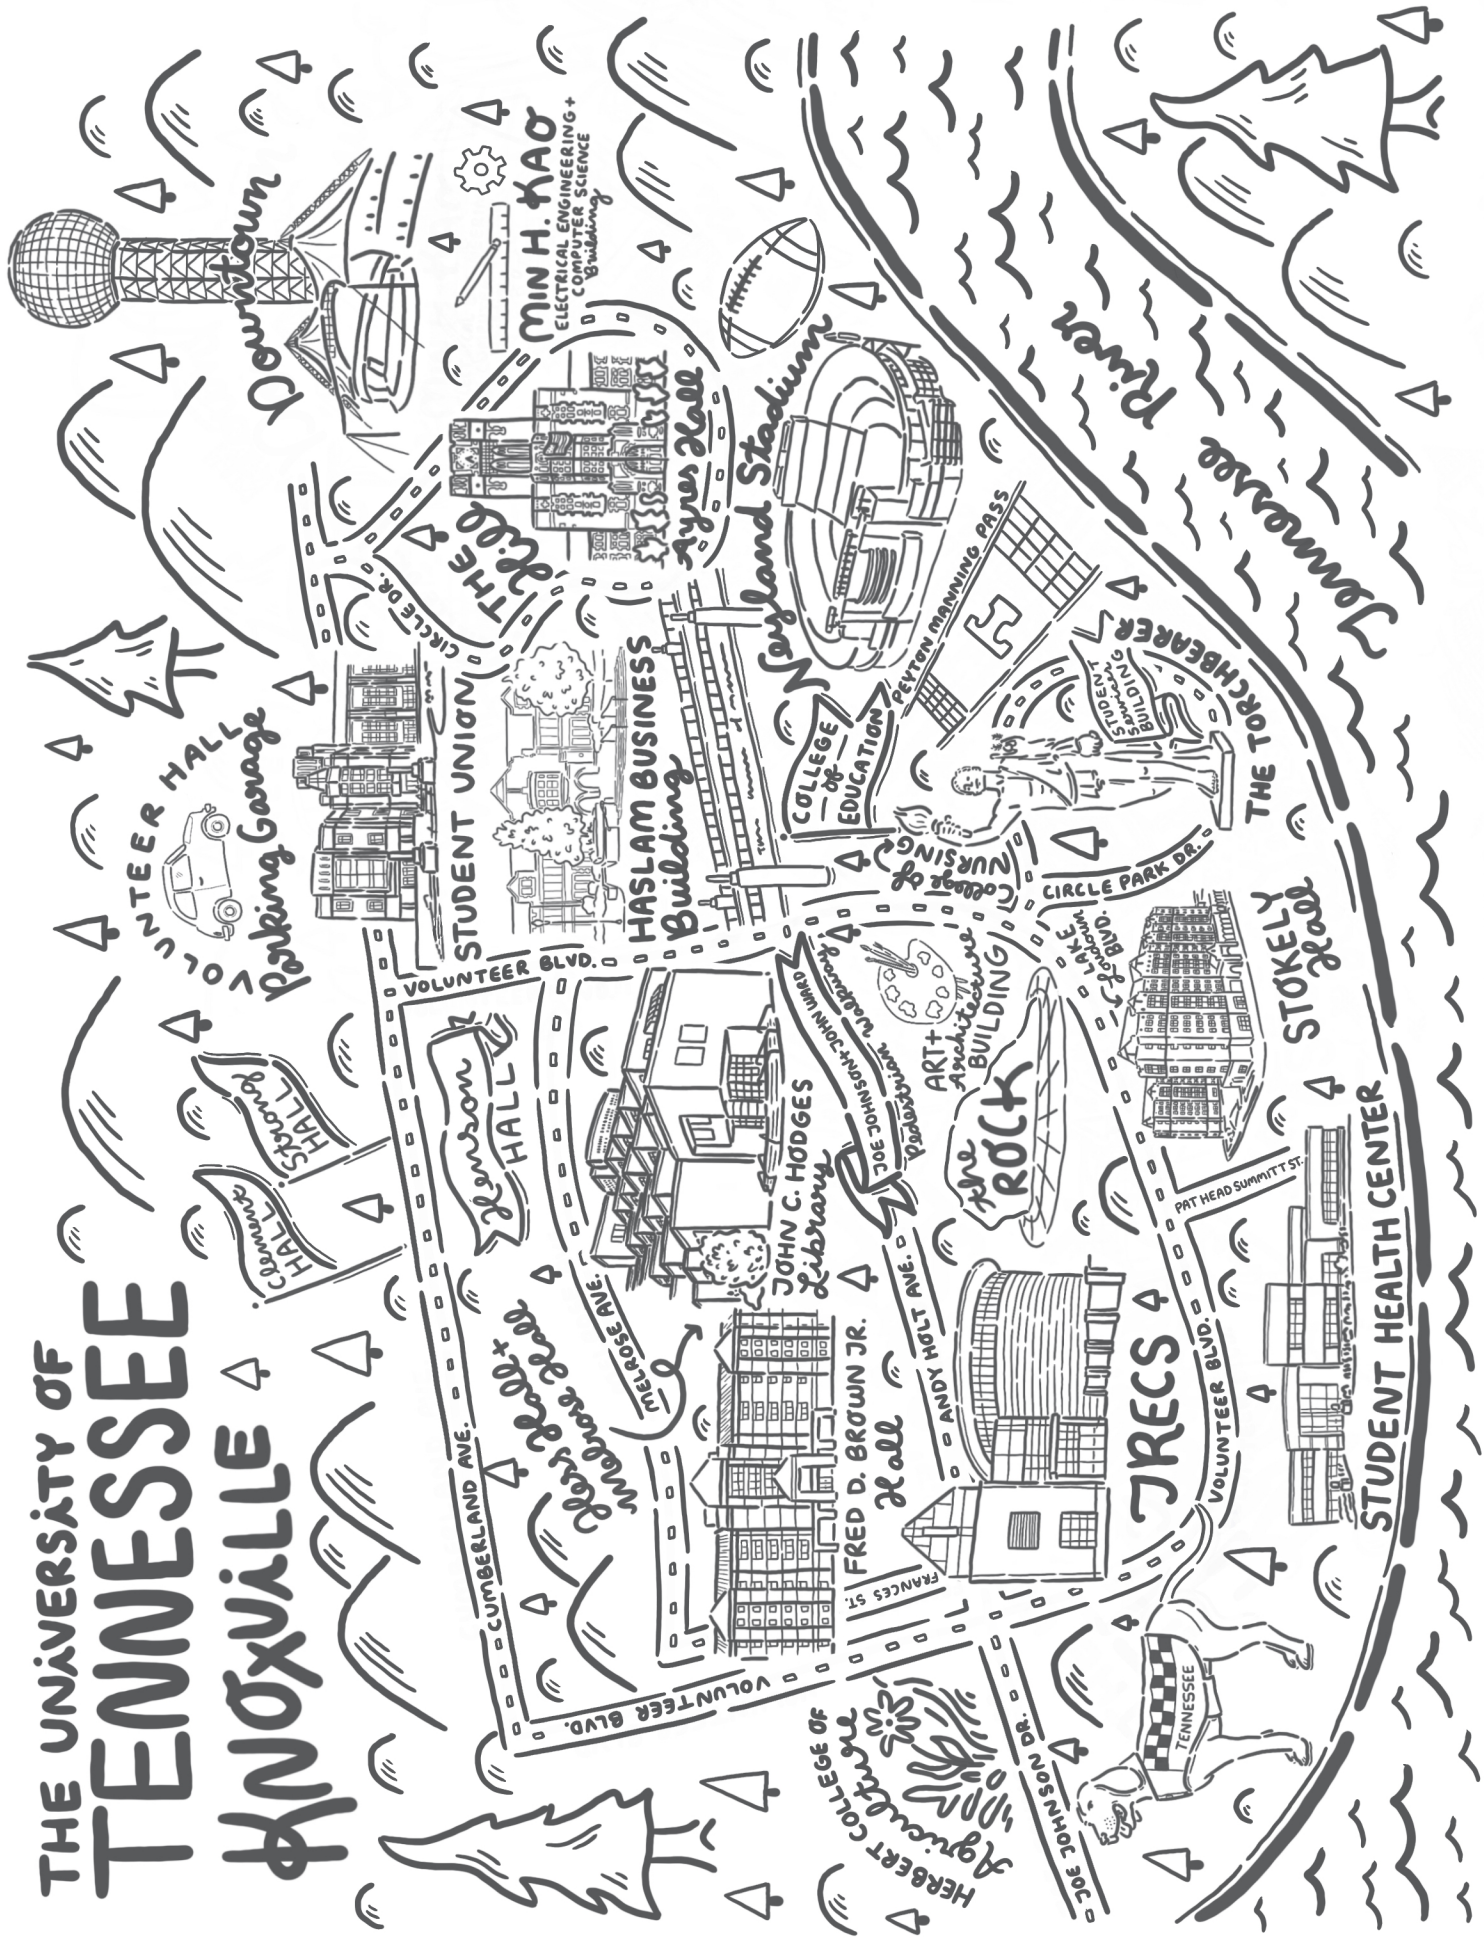 THE UNIVERSITY OF
TENNESSEE
KNOXVILLE
Clement
HALL
Strong
HALL
VOLUNTEER HALL
Parking Garage
Downtown
CUMBERLAND AVE.
Hess Hall +
Melrose Hall
Henson
HALL
VOLUNTEER BLVD.
STUDENT UNION
CIRCLE DR.
THE
Hill
MIN H. KAO
ELECTRICAL ENGINEERING +
COMPUTER SCIENCE
Building
Ayres Hall
HASLAM BUSINESS
Building
MELROSE AVE.
JOHN C. HODGES
Library
FRED D. BROWN JR.
Hall
VOLUNTEER BLVD.
FRANCES ST.
ANDY HOLT AVE.
JOE JOHNSON + JOHN WARD
Pedestrian Walkway
Neyland Stadium
COLLEGE
of
EDUCATION
PEYTON MANNING PASS
College of
NURSING
ART +
Architecture
BUILDING
The
ROCK
LAKE
Loudoun
BLVD.
CIRCLE PARK DR.
STUDENT
Services
BUILDING
THE TORCHBEARER
STOKELY
Hall
PAT HEAD SUMMITT ST.
TRECS
VOLUNTEER BLVD.
STUDENT HEALTH CENTER
HERBERT COLLEGE OF
Agriculture
JOE JOHNSON DR.
TENNESSEE
Tennessee
River